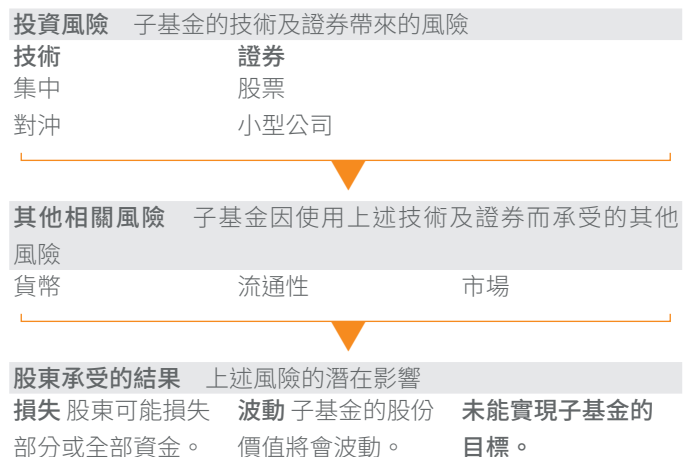 投資風險 子基金的技術及證券帶來的風險
技術 證券
集中 股票
對沖 小型公司
其他相關風險 子基金因使用上述技術及證券而承受的其他
風險
貨幣 流通性 市場
股東承受的結果 上述風險的潛在影響
損失 股東可能損失 波動 子基金的股份 未能實現子基金的
部分或全部資金。 價值將會波動。 目標。